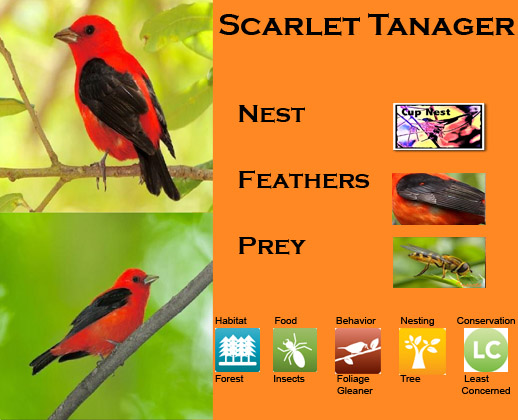 Scarlet Tanager
Nest
Cup Nest
Feathers
Prey
Habitat Food Behavior Nesting Conservation
LC
Forest Insects Foliage Tree Least
Gleaner Concerned